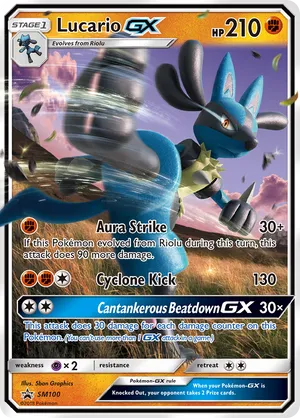 STAGE 1 Lucario GX HP 210
Evolves from Riolu
Aura Strike 30+
If this Pokémon evolved from Riolu during this turn, this
attack does 90 more damage.
Cyclone Kick 130
Cantankerous Beatdown GX 30×
This attack does 30 damage for each damage counter on this
Pokémon. (You can't use more than 1 GX attack in a game.)
weakness ×2 resistance retreat
Illus. 5ban Graphics
Pokémon-GX rule
When your Pokémon-GX is
Knocked Out, your opponent takes 2 Prize cards.
PROMO SM100
©2018 Pokémon